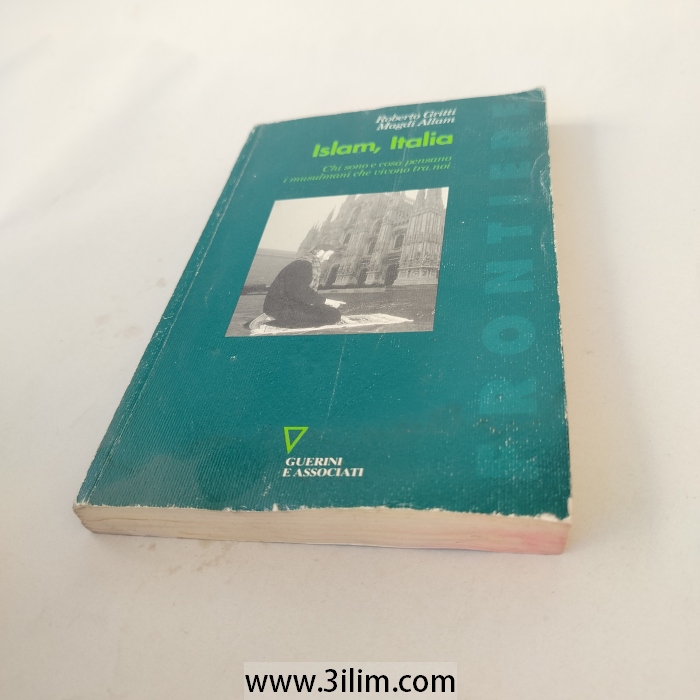 Roberto Gritti
Magdi Allam
Islam, Italia
Chi sono e cosa pensano
i musulmani che vivono tra noi
FRONTIERE
GUERINI
E ASSOCIATI
www.3ilim.com